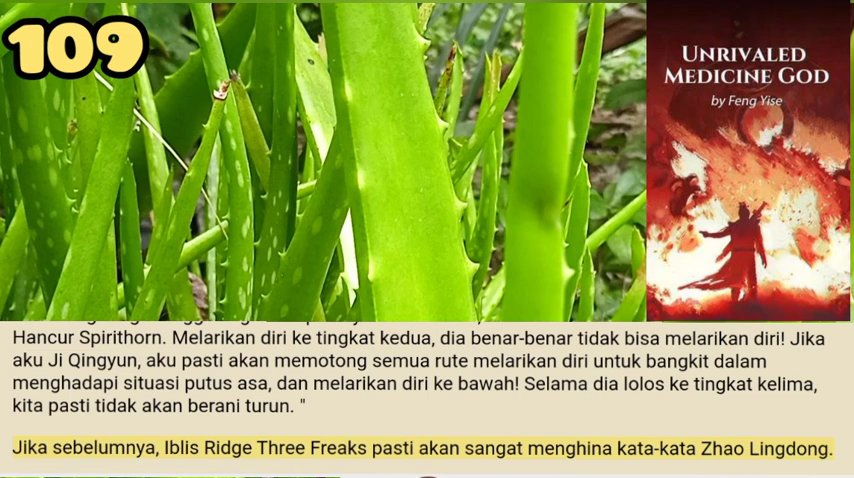 109
UNRIVALED
MEDICINE GOD
by Feng Yise
Hancur Spirithorn. Melarikan diri ke tingkat kedua, dia benar-benar tidak bisa melarikan diri! Jika
aku Ji Qingyun, aku pasti akan memotong semua rute melarikan diri untuk bangkit dalam
menghadapi situasi putus asa, dan melarikan diri ke bawah! Selama dia lolos ke tingkat kelima,
kita pasti tidak akan berani turun. "
Jika sebelumnya, Iblis Ridge Three Freaks pasti akan sangat menghina kata-kata Zhao Lingdong.